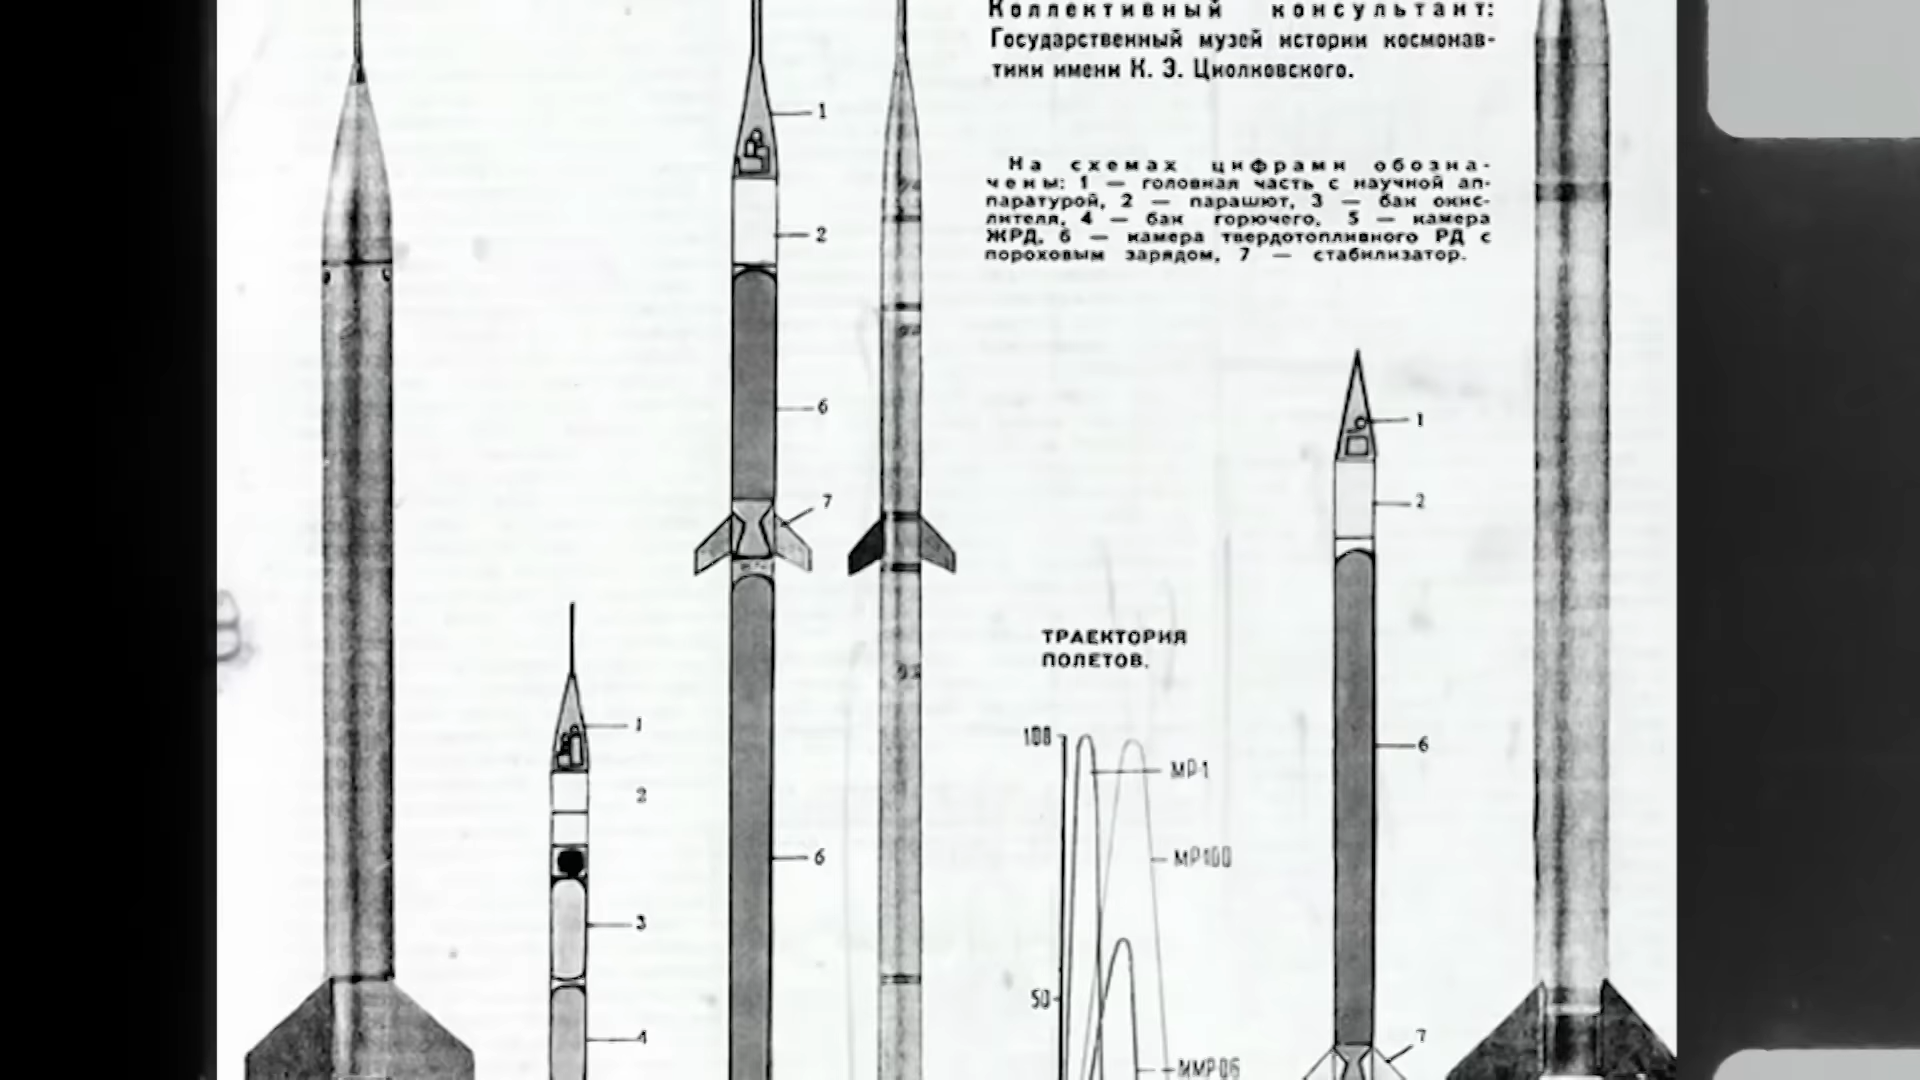 Коллективный консультант:
Государственный музей истории космонав-
тики имени К. Э. Циолковского.
На схемах цифрами обозна-
чены: 1 — головная часть с научной ап-
паратурой, 2 — парашют, 3 — бак окис-
лителя, 4 — бак горючего, 5 — камера
ЖРД, 6 — камера твердотопливного РД с
пороховым зарядом, 7 — стабилизатор.
1
2
6
7
6
1
2
3
4
ТРАЕКТОРИЯ
ПОЛЕТОВ.
108
МР-1
МР100
50
ММР06
1
2
6
7